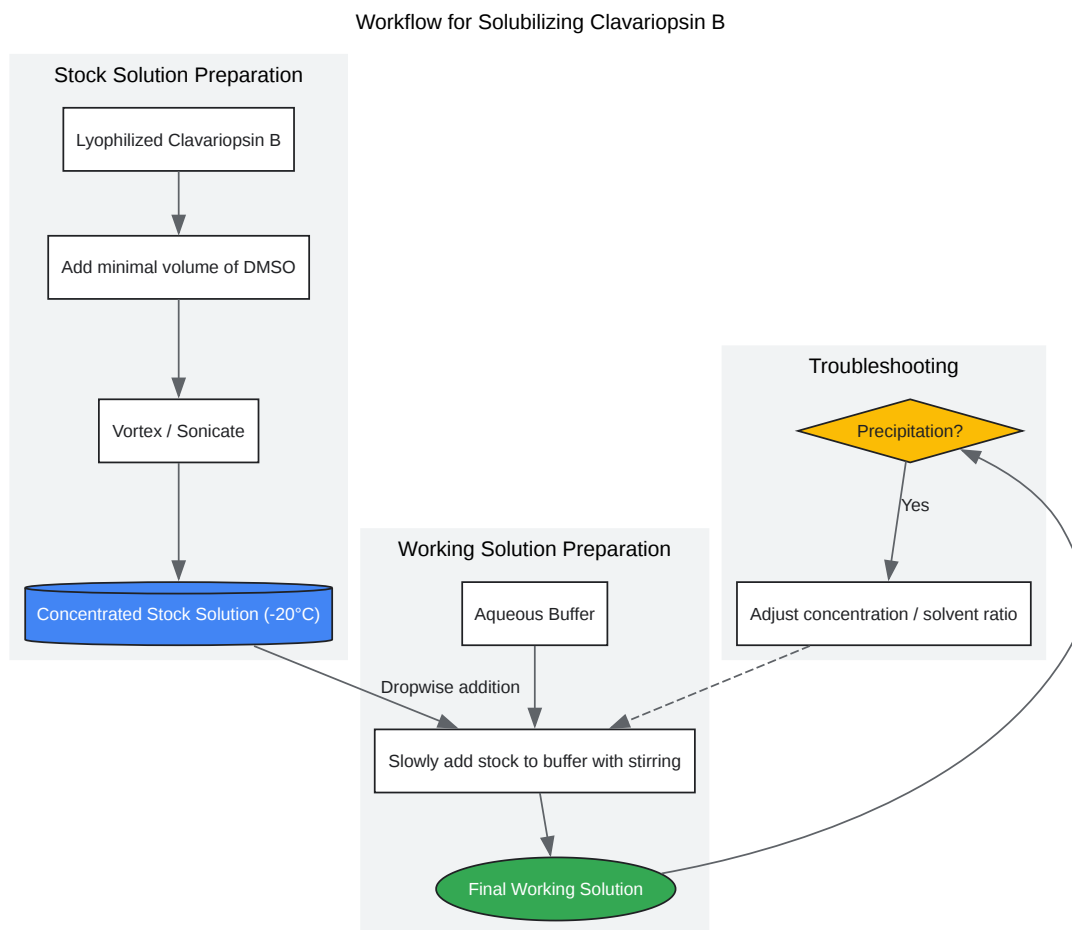 Workflow for Solubilizing Clavariopsin B
Stock Solution Preparation
Lyophilized Clavariopsin B
Add minimal volume of DMSO
Vortex / Sonicate
Concentrated Stock Solution (-20°C)
Dropwise addition
Working Solution Preparation
Aqueous Buffer
Slowly add stock to buffer with stirring
Final Working Solution
Troubleshooting
Precipitation?
Yes
Adjust concentration / solvent ratio